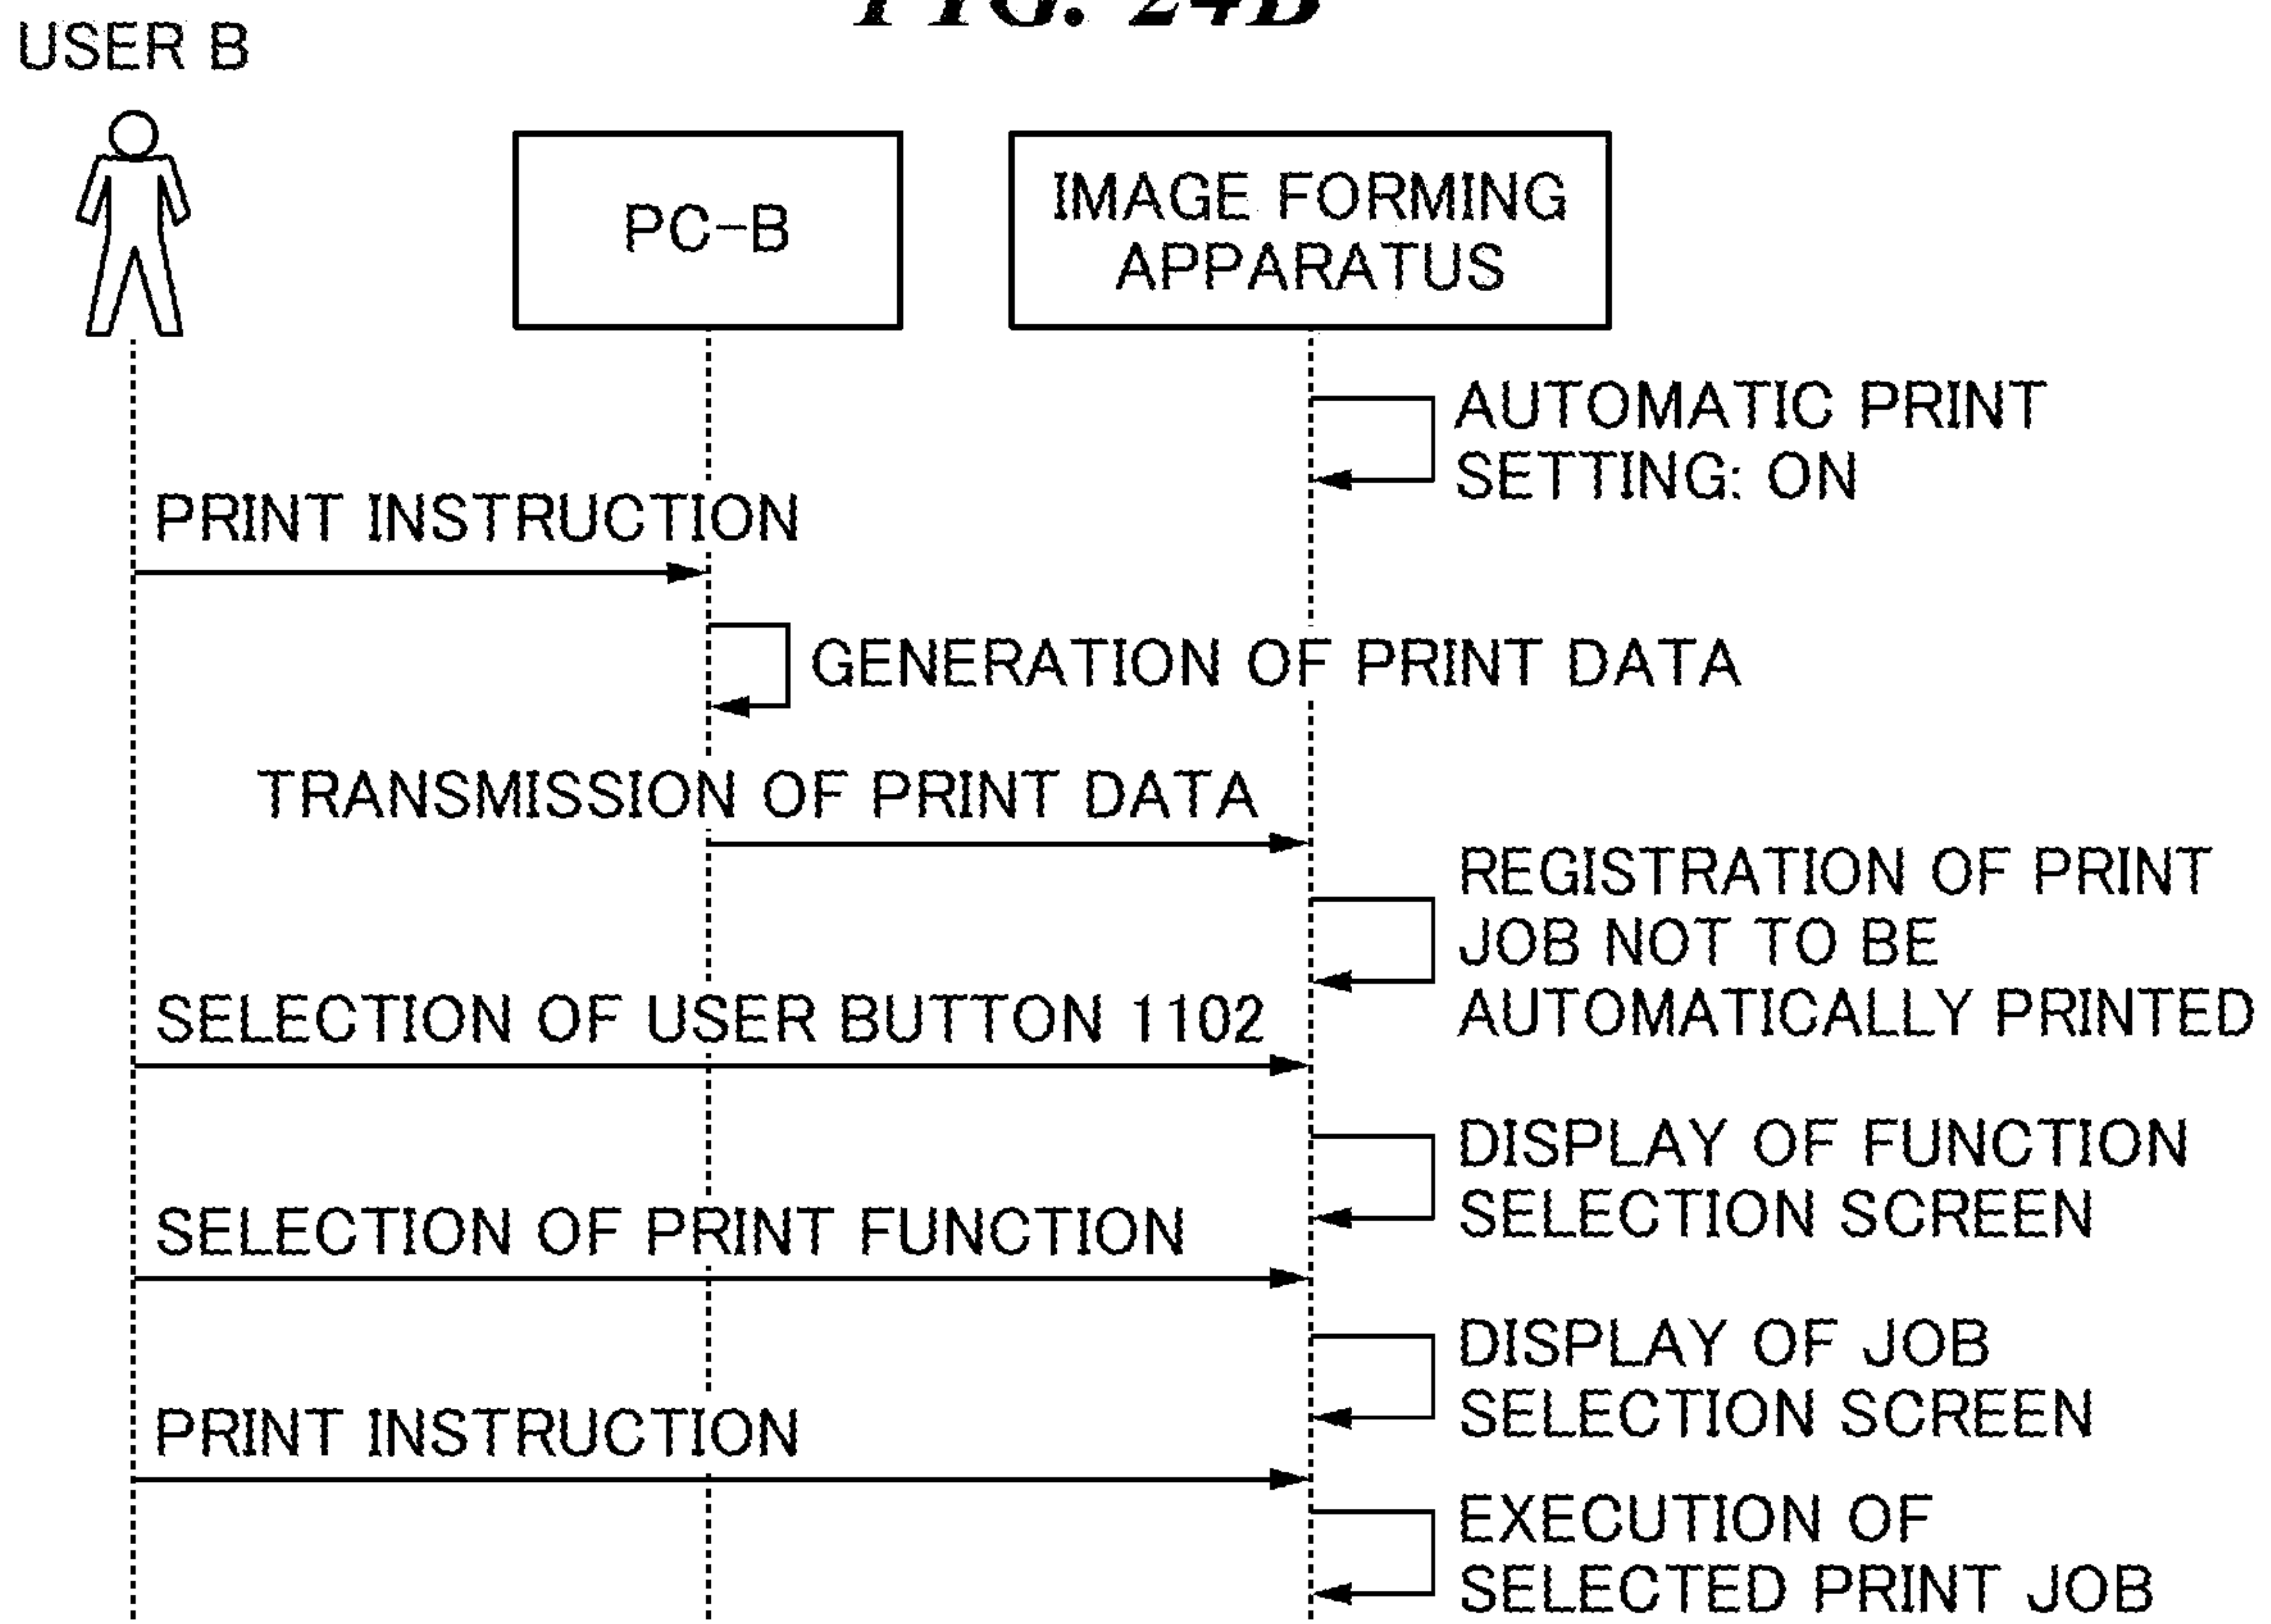 FIG. 24B
USER B
PC-B
IMAGE FORMING
APPARATUS
AUTOMATIC PRINT
SETTING: ON
PRINT INSTRUCTION
GENERATION OF PRINT DATA
TRANSMISSION OF PRINT DATA
REGISTRATION OF PRINT
JOB NOT TO BE
AUTOMATICALLY PRINTED
SELECTION OF USER BUTTON 1102
DISPLAY OF FUNCTION
SELECTION SCREEN
SELECTION OF PRINT FUNCTION
DISPLAY OF JOB
SELECTION SCREEN
PRINT INSTRUCTION
EXECUTION OF
SELECTED PRINT JOB